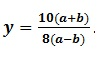 y = 10(a+b)/8(a−b).